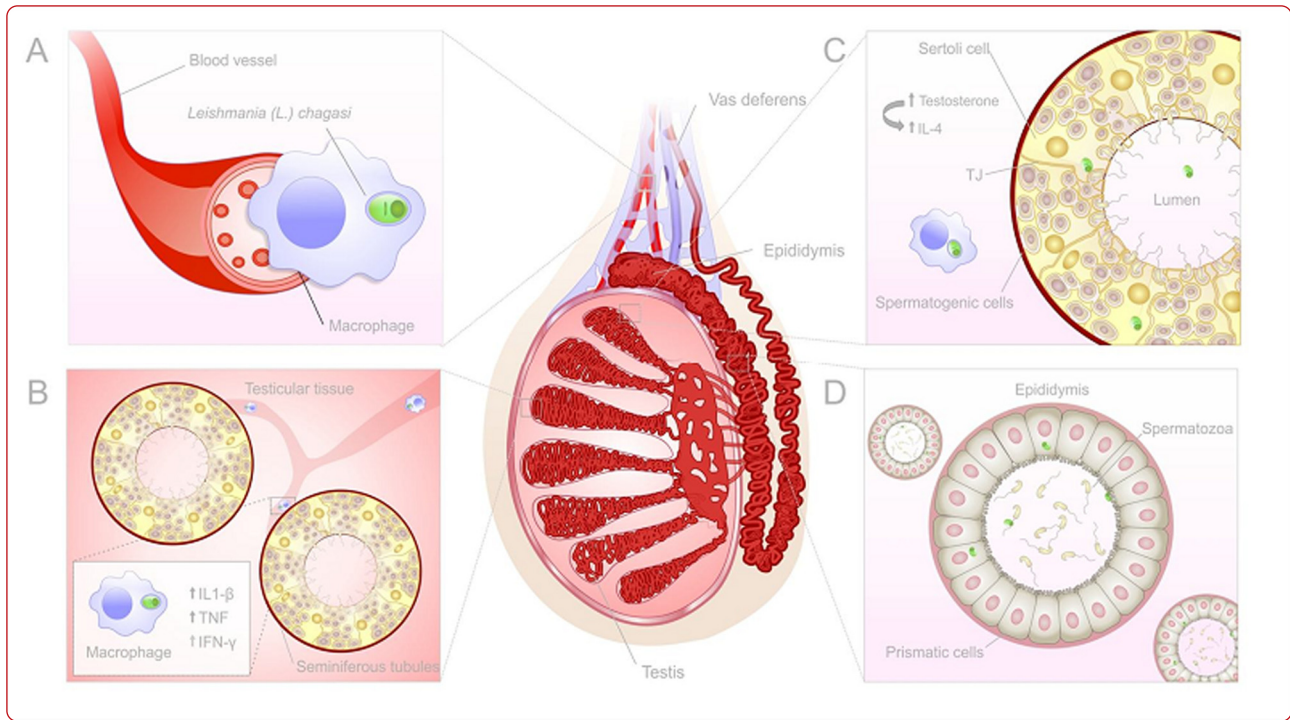 A
Blood vessel
Leishmania (L.) chagasi
Macrophage
B
Testicular tissue
Macrophage
↑IL1-β
↑TNF
↑IFN-γ
Seminiferous tubules
Vas deferens
Epididymis
Testis
C
Sertoli cell
↑ Testosterone
↑IL-4
TJ
Lumen
Spermatogenic cells
D
Epididymis
Spermatozoa
Prismatic cells